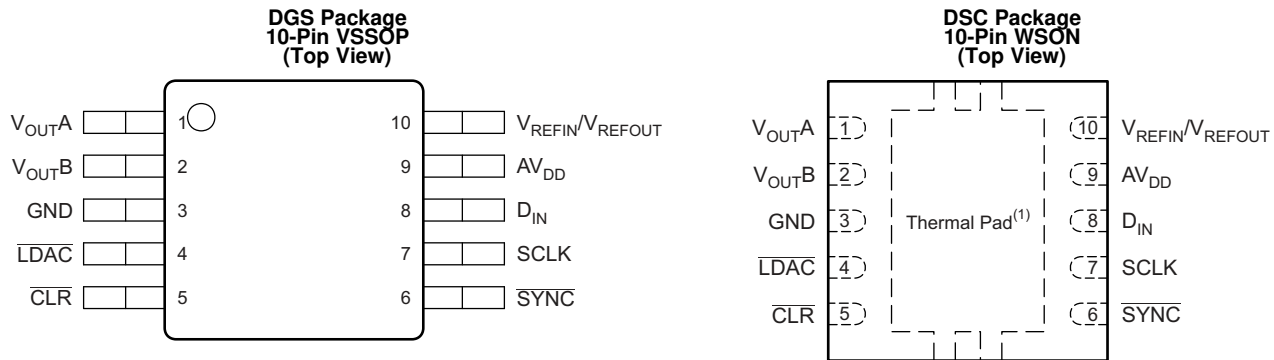 DGS Package
10-Pin VSSOP
(Top View)
VOUTA 1 10 VREFIN/VREFOUT
VOUTB 2 9 AVDD
GND 3 8 DIN
LDAC 4 7 SCLK
CLR 5 6 SYNC
DSC Package
10-Pin WSON
(Top View)
VOUTA 1 10 VREFIN/VREFOUT
VOUTB 2 9 AVDD
GND 3 Thermal Pad(1) 8 DIN
LDAC 4 7 SCLK
CLR 5 6 SYNC